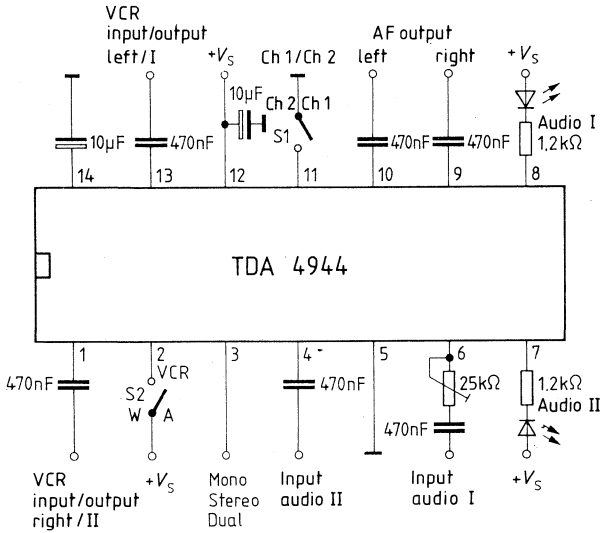 VCR
input/output
left/I
+VS
Ch 1/Ch 2
AF output
left
right
+VS
10µF
Ch 2
Ch 1
S1
Audio I
1,2kΩ
10µF
470nF
470nF
470nF
14
13
12
11
10
9
8
TDA 4944
1
2
3
4
5
6
7
470nF
VCR
S2
W
A
470nF
25kΩ
1,2kΩ
Audio II
470nF
VCR
input/output
right/II
+VS
Mono
Stereo
Dual
Input
audio II
Input
audio I
+VS